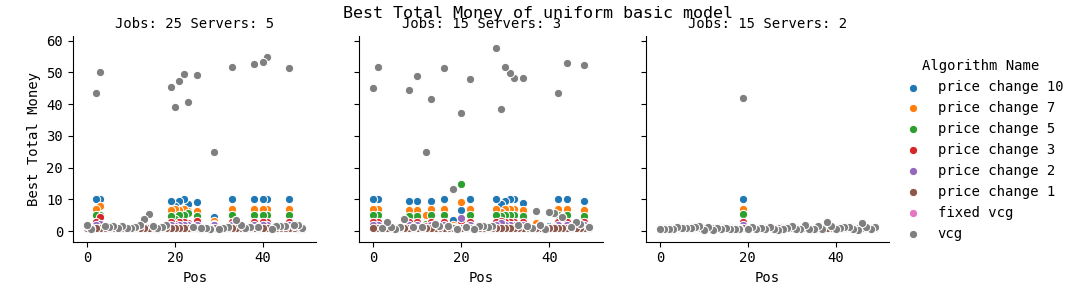 Best Total Money of uniform basic model
Jobs: 25 Servers: 5
Jobs: 15 Servers: 3
Jobs: 15 Servers: 2
Best Total Money
60
50
40
30
20
10
0
0
20
40
Pos
0
20
40
Pos
0
20
40
Pos
Algorithm Name
price change 10
price change 7
price change 5
price change 3
price change 2
price change 1
fixed vcg
vcg